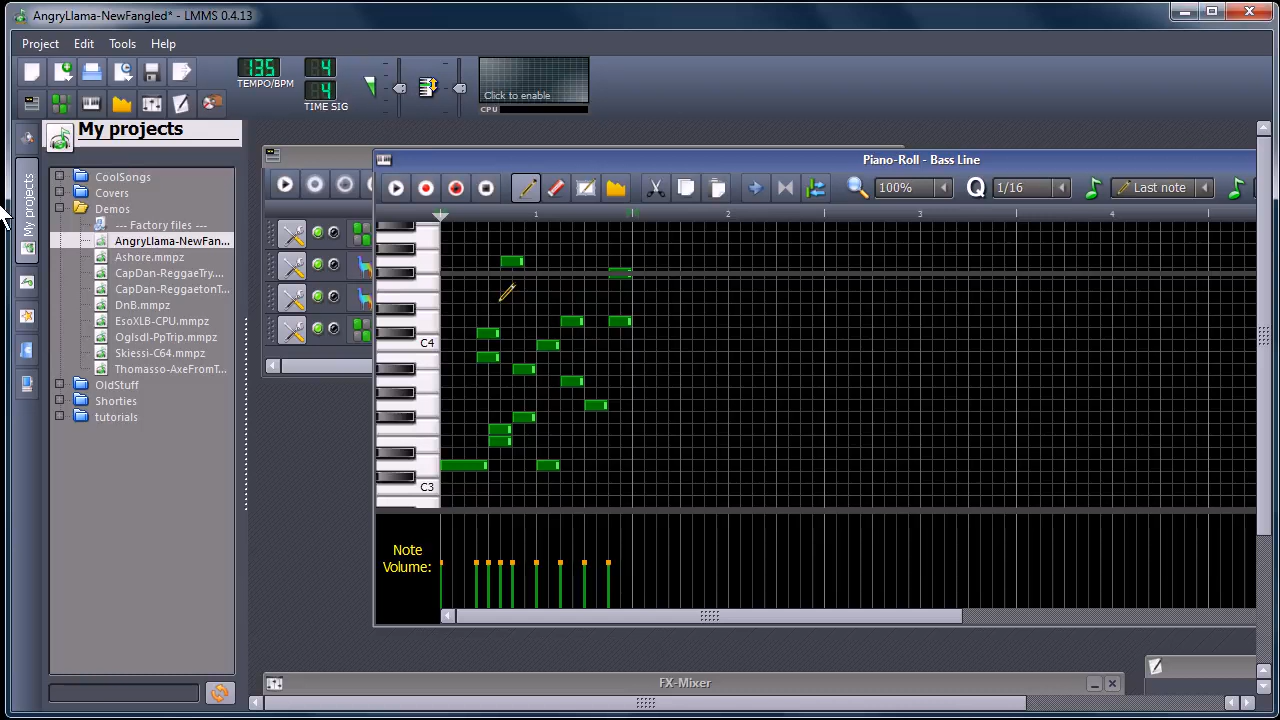 AngryLlama-NewFangled* - LMMS 0.4.13
Project Edit Tools Help
135
TEMPO/BPM
4
4
TIME SIG
Click to enable
CPU
My projects
My projects
CoolSongs
Covers
Demos
--- Factory files ---
AngryLlama-NewFan...
Ashore.mmpz
CapDan-ReggaeTry....
CapDan-ReggaetonT...
DnB.mmpz
EsoXLB-CPU.mmpz
OglsdI-PpTrip.mmpz
Skiessi-C64.mmpz
Thomasso-AxeFromT...
OldStuff
Shorties
tutorials
Piano-Roll - Bass Line
100% Q 1/16 Last note
1 2 3 4
C4
C3
Note
Volume:
FX-Mixer